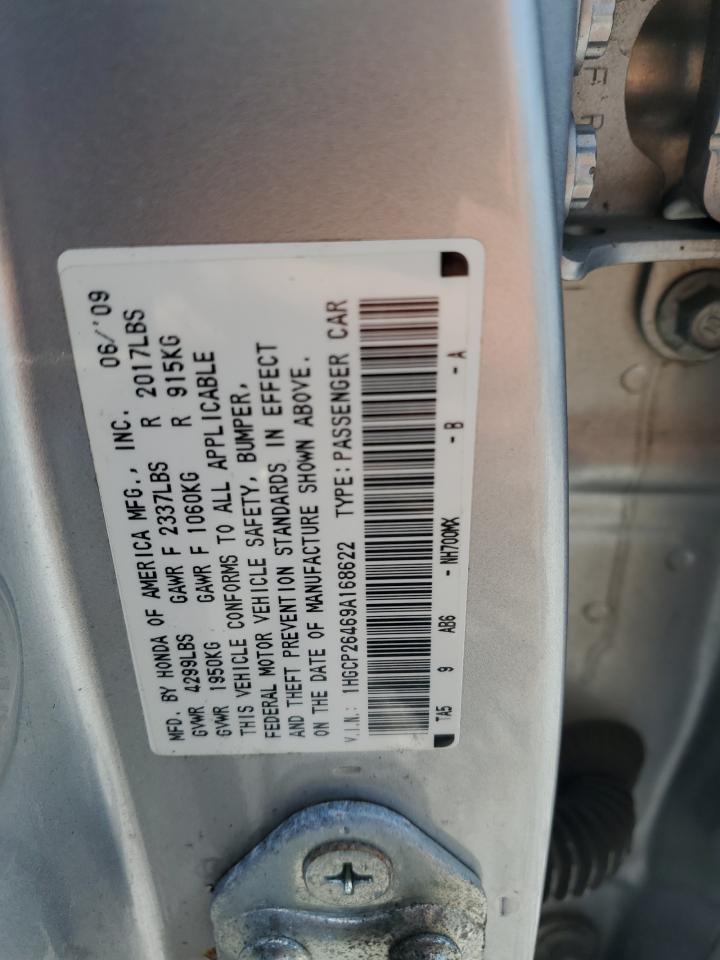 MFD. BY HONDA OF AMERICA MFG., INC. 06/'09
GVWR 4299LBS GAWR F 2337LBS R 2017LBS
GVWR 1950KG GAWR F 1060KG R 915KG
THIS VEHICLE CONFORMS TO ALL APPLICABLE
FEDERAL MOTOR VEHICLE SAFETY, BUMPER,
AND THEFT PREVENTION STANDARDS IN EFFECT
ON THE DATE OF MANUFACTURE SHOWN ABOVE.
V.I.N.: 1HGCP26469A168622 TYPE: PASSENGER CAR
TA5 9 AB6 - NH700MX - B - A